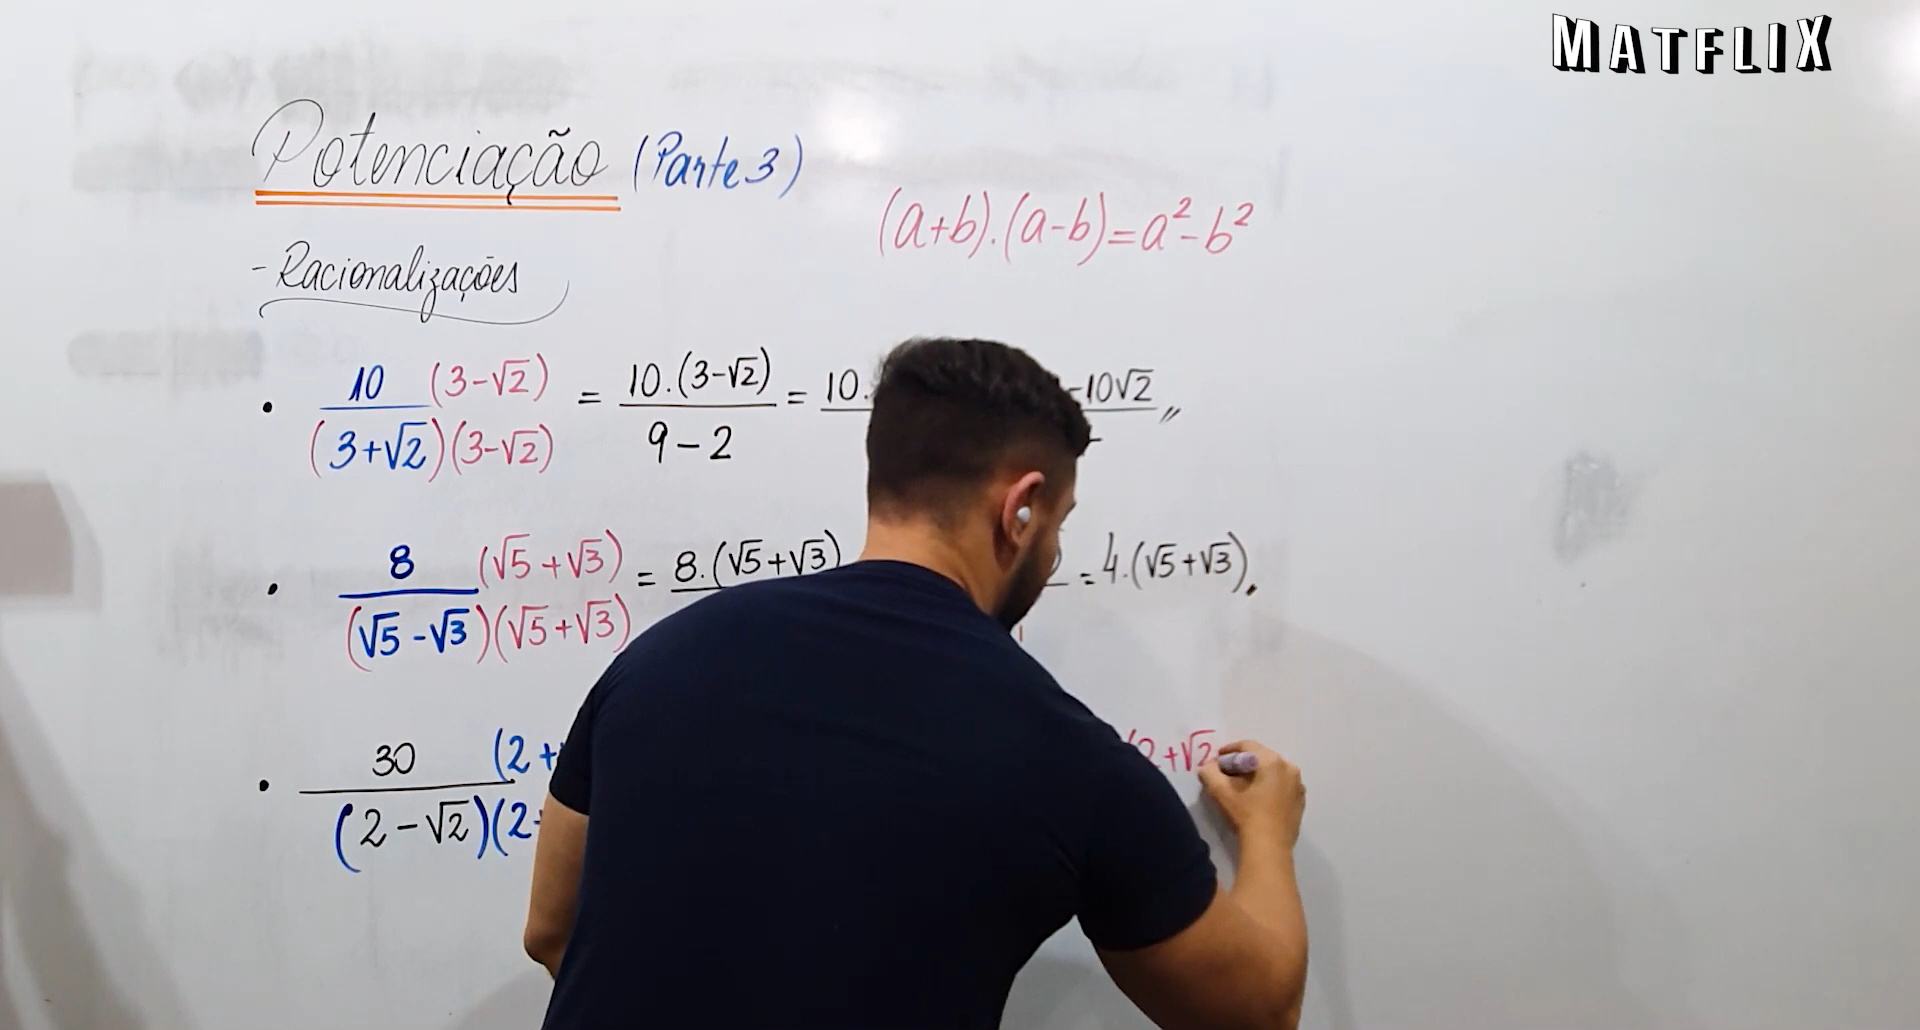 MATFLIX
Potenciação (Parte 3)
(a+b).(a-b)=a²-b²
- Racionalizações
• 10 (3-√2) = 10.(3-√2) = 10. -10√2
(3+√2)(3-√2) 9-2
• 8 (√5+√3) = 8.(√5+√3) = 4.(√5+√3)
(√5-√3)(√5+√3)
• 30 (2+ (2+√2
(2-√2)(2+